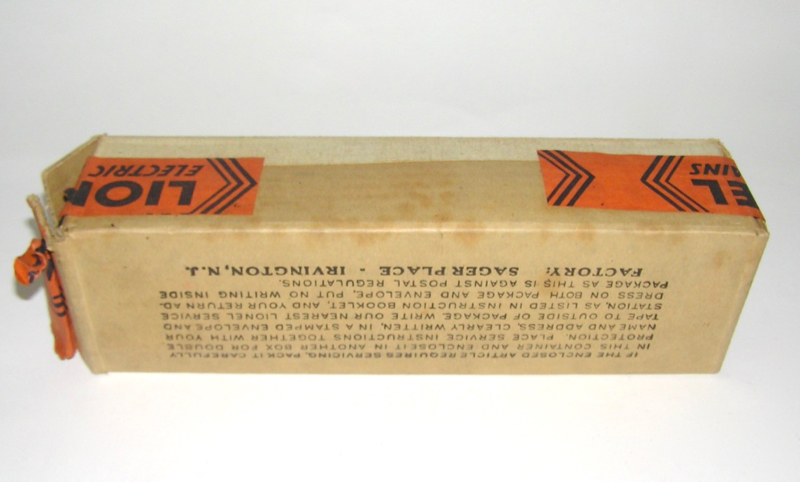 LION
ELECTRIC
EL
AINS
IF THE ENCLOSED ARTICLE REQUIRES SERVICING, PACK IT CAREFULLY
IN THIS CONTAINER AND ENCLOSE IT IN ANOTHER BOX FOR DOUBLE
PROTECTION. PLACE SERVICE INSTRUCTIONS TOGETHER WITH YOUR
NAME AND ADDRESS, CLEARLY WRITTEN, IN A STAMPED ENVELOPE AND
TAPE TO OUTSIDE OF PACKAGE. WRITE OUR NEAREST LIONEL SERVICE
STATION, AS LISTED IN INSTRUCTION BOOKLET, AND YOUR RETURN AD-
DRESS ON BOTH PACKAGE AND ENVELOPE, PUT NO WRITING INSIDE
PACKAGE AS THIS IS AGAINST POSTAL REGULATIONS.
FACTORY: SAGER PLACE - IRVINGTON, N.J.